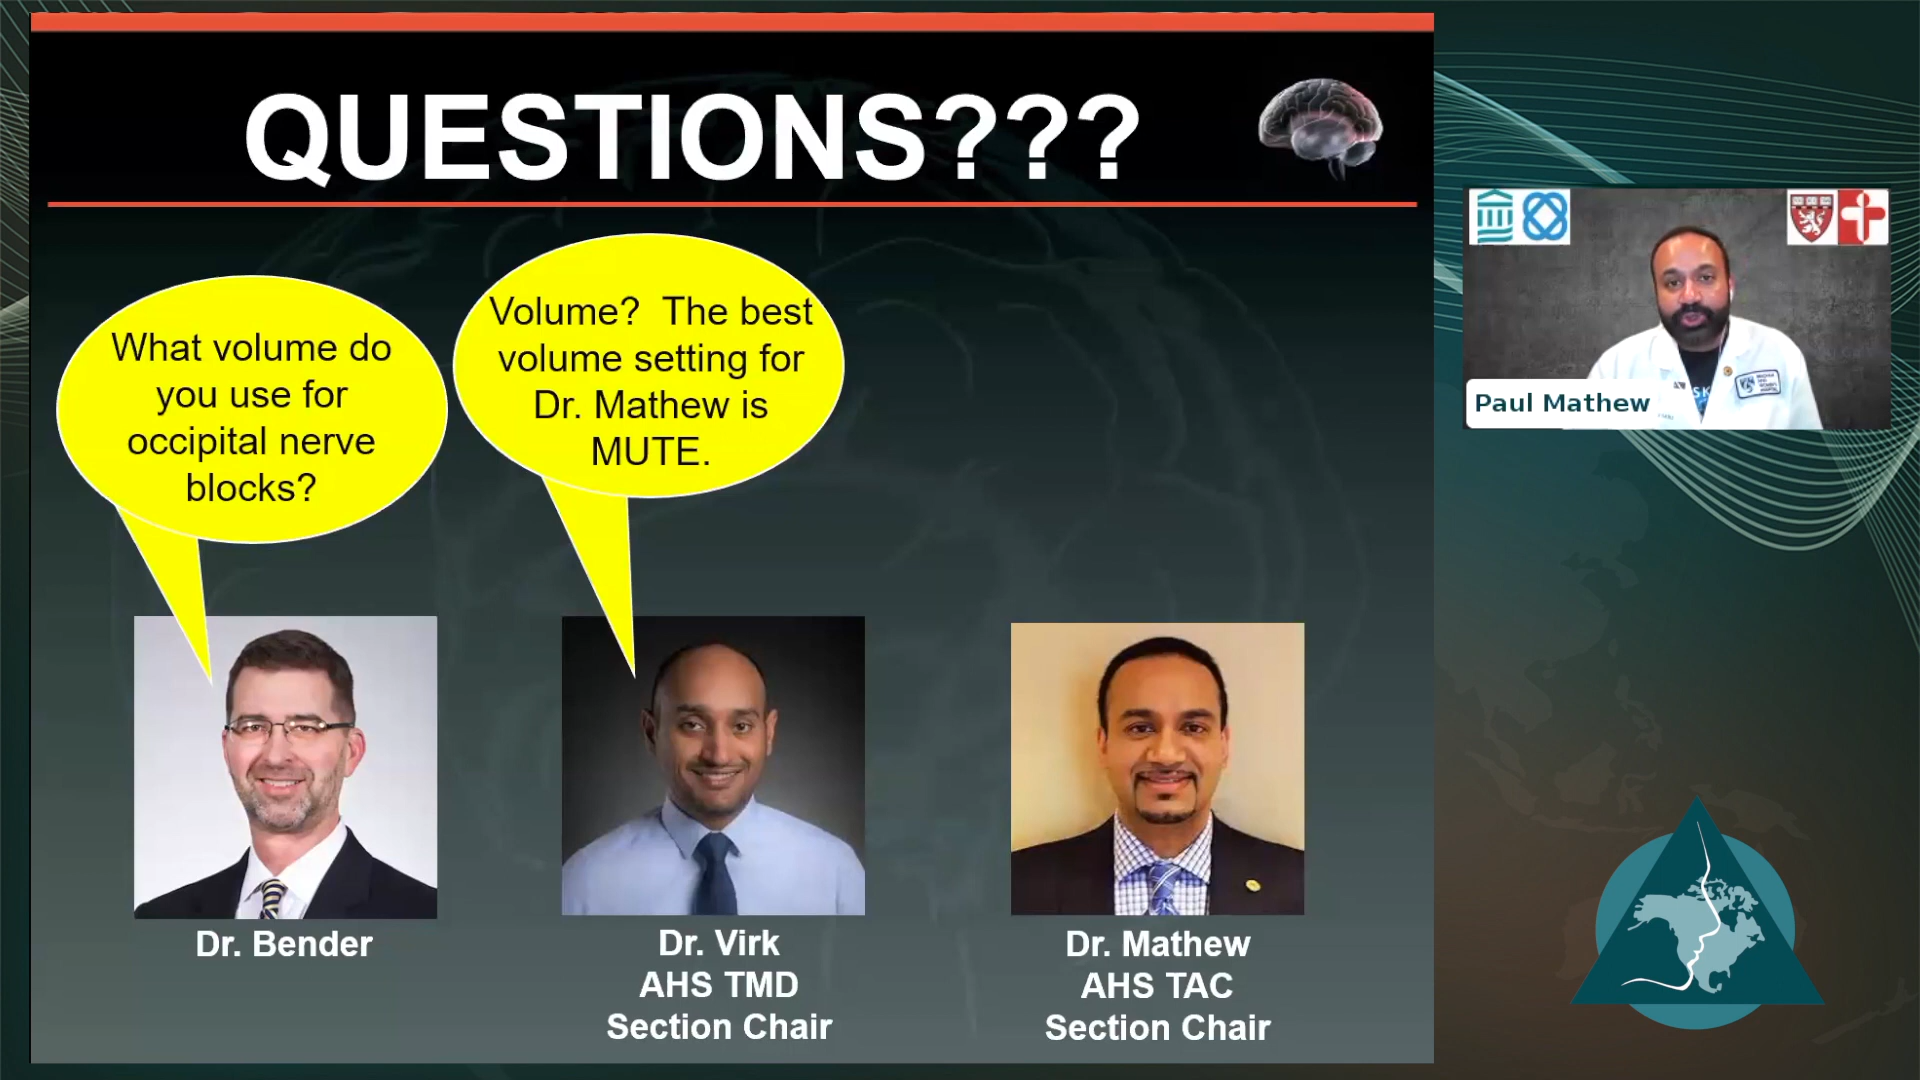 QUESTIONS???
What volume do
you use for
occipital nerve
blocks?
Volume? The best
volume setting for
Dr. Mathew is
MUTE.
Dr. Bender
Dr. Virk
AHS TMD
Section Chair
Dr. Mathew
AHS TAC
Section Chair
Paul Mathew